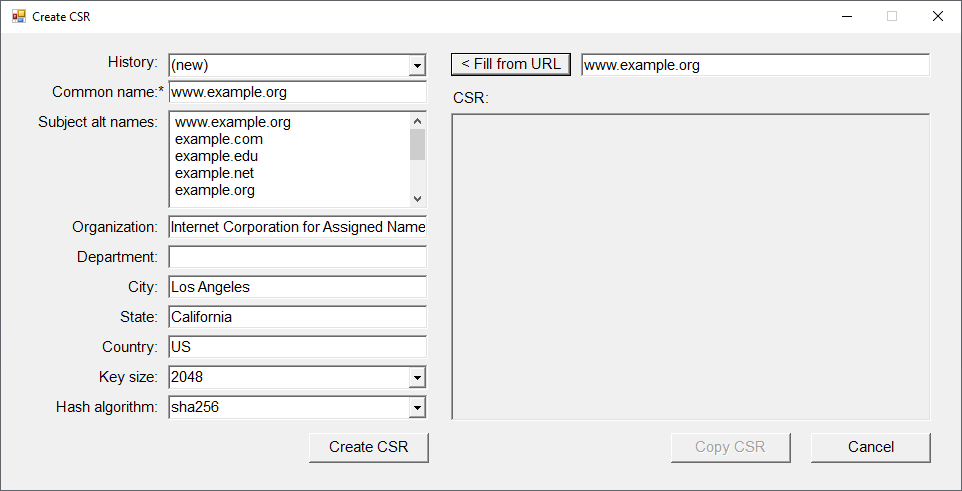 Create CSR
History: (new)
< Fill from URL www.example.org
Common name:* www.example.org
CSR:
Subject alt names: www.example.org
example.com
example.edu
example.net
example.org
Organization: Internet Corporation for Assigned Name
Department:
City: Los Angeles
State: California
Country: US
Key size: 2048
Hash algorithm: sha256
Create CSR
Copy CSR
Cancel